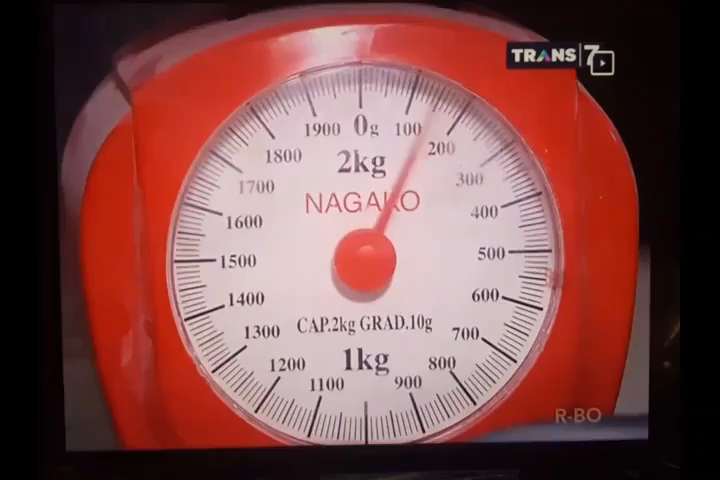 TRANS|7
1900 0g 100
1800 2kg 200
1700 300
NAGAKO
1600 400
1500 500
1400 600
CAP.2kg GRAD.10g
1300 700
1200 1kg 800
1100 900
R-BO